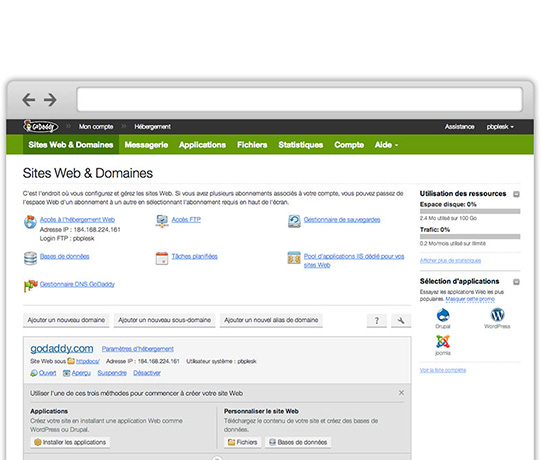 GoDaddy Mon compte Hébergement Assistance pbplesk
Sites Web & Domaines Messagerie Applications Fichiers Statistiques Compte Aide
Sites Web & Domaines
C'est l'endroit où vous configurez et gérez les sites Web. Si vous avez plusieurs abonnements associés à votre compte, vous pouvez passez de
l'espace Web d'un abonnement à un autre en sélectionnant l'abonnement requis en haut de l'écran.
Accès à l'hébergement Web
Adresse IP : 184.168.224.161
Login FTP : pbplesk
Accès FTP
Gestionnaire de sauvegardes
Bases de données
Tâches planifiées
Pool d'applications IIS dédié pour vos
sites Web
Gestionnaire DNS GoDaddy
Utilisation des ressources
Espace disque: 0%
2.4 Mo utilisé sur 100 Go
Trafic: 0%
0.2 Mo/mois utilisé sur illimité
Afficher plus de statistiques
Sélection d'applications
Essayez les applications Web les plus
populaires. Masquer cette promo
Drupal
WordPress
Joomla
Voir la liste complète
Ajouter un nouveau domaine Ajouter un nouveau sous-domaine Ajouter un nouvel alias de domaine ?
godaddy.com Paramètres d'hébergement
Site Web sous httpdocs/ Adresse IP : 184.168.224.161 Utilisateur système : pbplesk
Ouvert Aperçu Suspendre Désactiver
Utiliser l'une de ces trois méthodes pour commencer à créer votre site Web
Applications
Créez votre site en installant une application Web comme
WordPress ou Drupal.
Installer les applications
Personnaliser le site Web
Téléchargez le contenu de votre site et créez des bases de
données.
Fichiers Bases de données